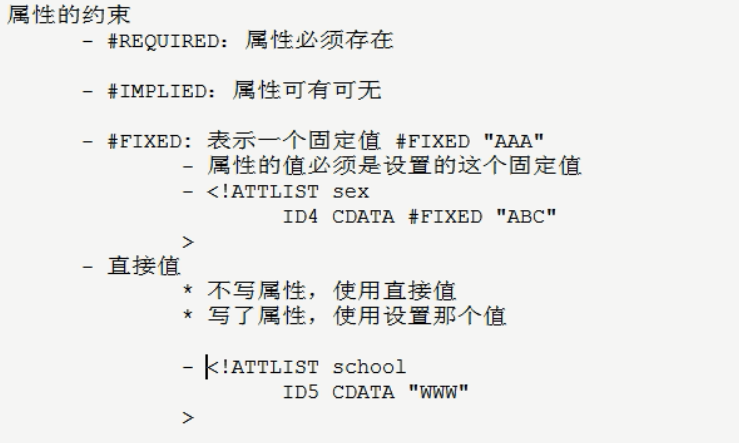 属性的约束
- #REQUIRED：属性必须存在
- #IMPLIED：属性可有可无
- #FIXED: 表示一个固定值 #FIXED "AAA"
- 属性的值必须是设置的这个固定值
- <!ATTLIST sex
ID4 CDATA #FIXED "ABC"
>
- 直接值
* 不写属性，使用直接值
* 写了属性，使用设置那个值
- <!ATTLIST school
ID5 CDATA "WWW"
>